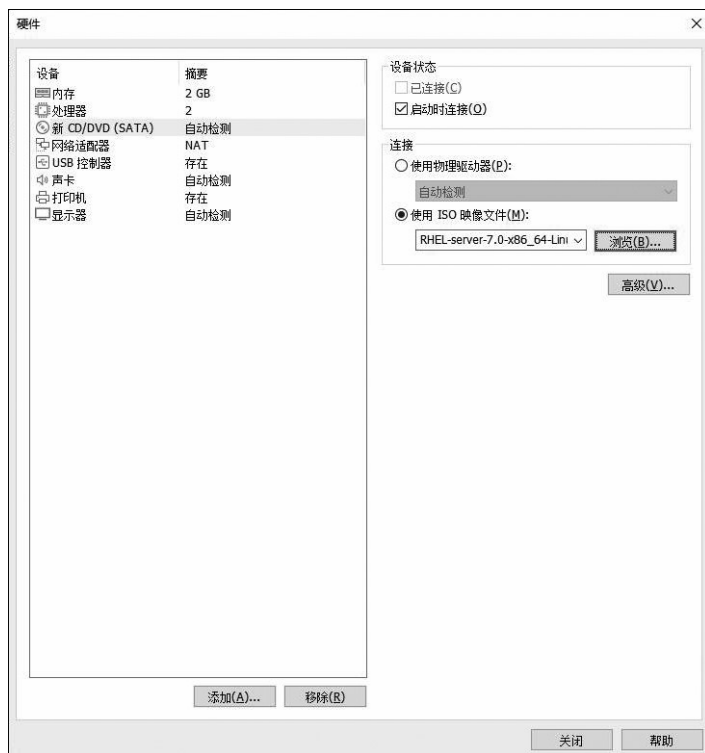 硬件
设备 摘要
内存 2 GB
处理器 2
新 CD/DVD (SATA) 自动检测
网络适配器 NAT
USB 控制器 存在
声卡 自动检测
打印机 存在
显示器 自动检测
添加(A)... 移除(R)
设备状态
已连接(C)
启动时连接(O)
连接
使用物理驱动器(P):
自动检测
使用 ISO 映像文件(M):
RHEL-server-7.0-x86_64-Linu 浏览(B)...
高级(V)...
关闭 帮助